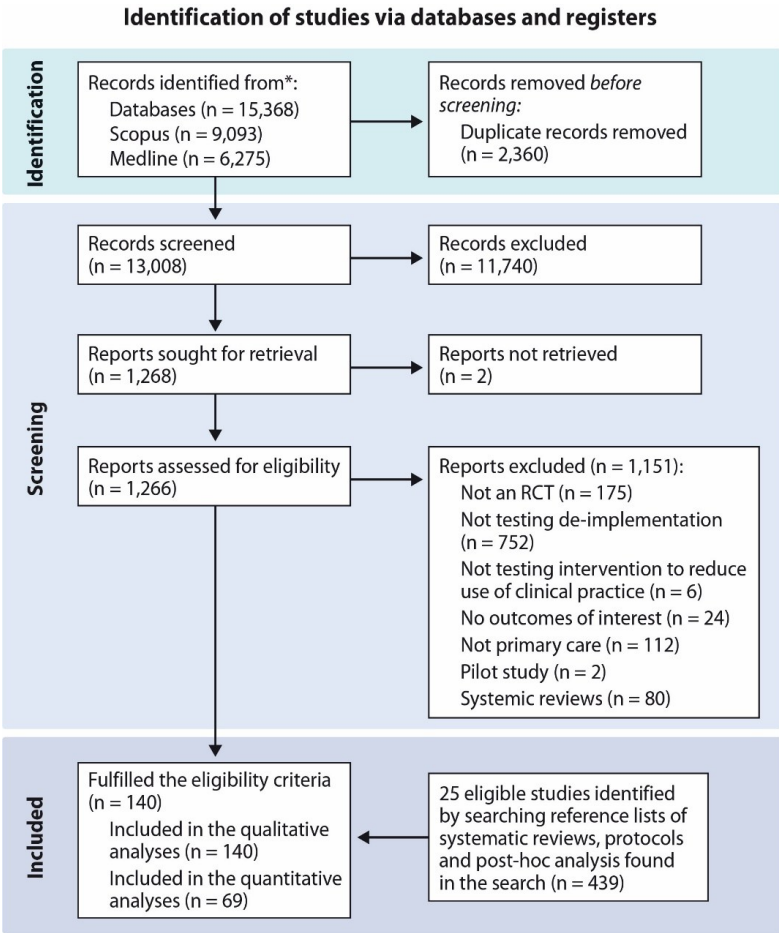 Identification of studies via databases and registers
Identification
Records identified from*:
Databases (n = 15,368)
Scopus (n = 9,093)
Medline (n = 6,275)
Records removed before
screening:
Duplicate records removed
(n = 2,360)
Screening
Records screened
(n = 13,008)
Records excluded
(n = 11,740)
Reports sought for retrieval
(n = 1,268)
Reports not retrieved
(n = 2)
Reports assessed for eligibility
(n = 1,266)
Reports excluded (n = 1,151):
Not an RCT (n = 175)
Not testing de-implementation
(n = 752)
Not testing intervention to reduce
use of clinical practice (n = 6)
No outcomes of interest (n = 24)
Not primary care (n = 112)
Pilot study (n = 2)
Systemic reviews (n = 80)
Included
Fulfilled the eligibility criteria
(n = 140)
Included in the qualitative
analyses (n = 140)
Included in the quantitative
analyses (n = 69)
25 eligible studies identified
by searching reference lists of
systematic reviews, protocols
and post-hoc analysis found
in the search (n = 439)